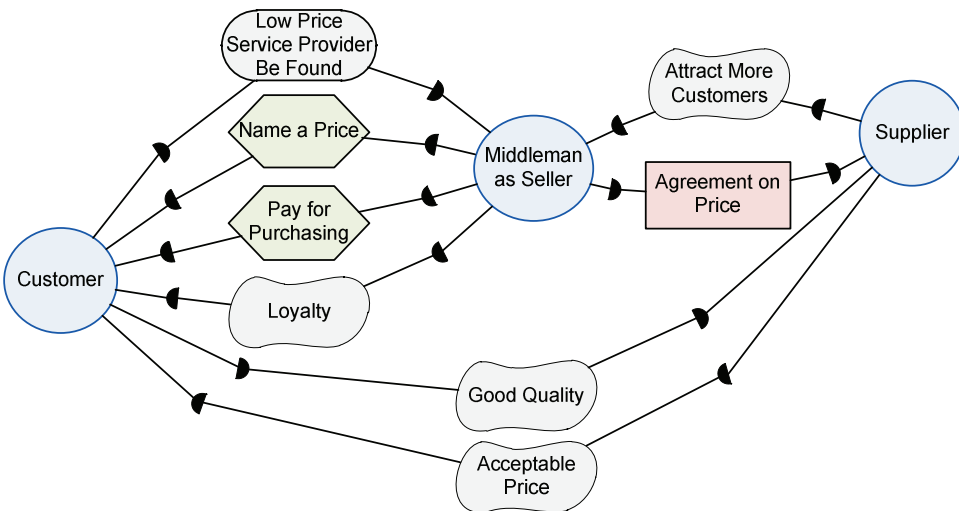 Low Price
Service Provider
Be Found
Attract More
Customers
Name a Price
Supplier
Middleman
as Seller
Agreement on
Price
Pay for
Purchasing
Customer
Loyalty
Good Quality
Acceptable
Price